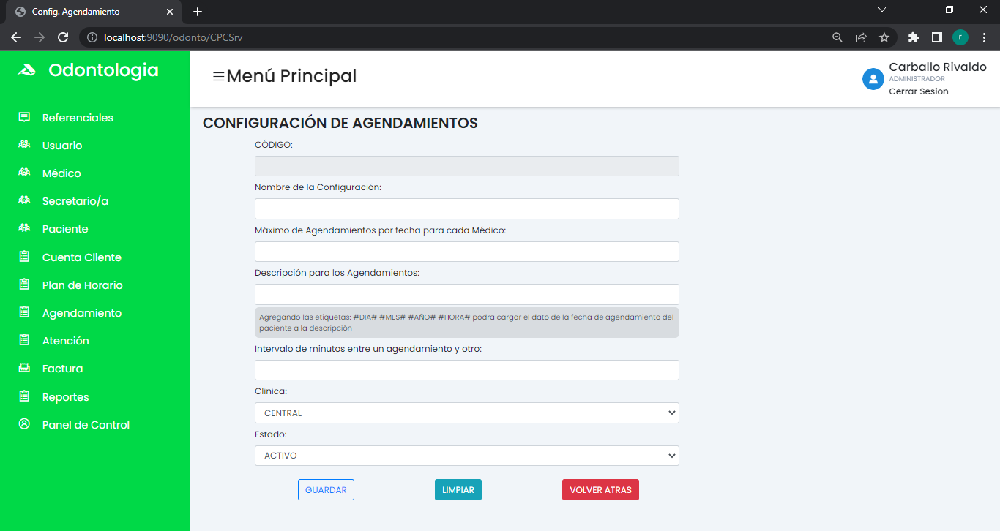 Config. Agendamiento
localhost:9090/odonto/CPCSrv
r
Odontologia
Menú Principal
Carballo Rivaldo
ADMINISTRADOR
Cerrar Sesion
Referenciales
Usuario
Médico
Secretario/a
Paciente
Cuenta Cliente
Plan de Horario
Agendamiento
Atención
Factura
Reportes
Panel de Control
CONFIGURACIÓN DE AGENDAMIENTOS
CÓDIGO:
Nombre de la Configuración:
Máximo de Agendamientos por fecha para cada Médico:
Descripción para los Agendamientos:
Agregando las etiquetas: #DIA# #MES# #AÑO# #HORA# podra cargar el dato de la fecha de agendamiento del
paciente a la descripción
Intervalo de minutos entre un agendamiento y otro:
Clinica:
CENTRAL
Estado:
ACTIVO
GUARDAR
LIMPIAR
VOLVER ATRAS